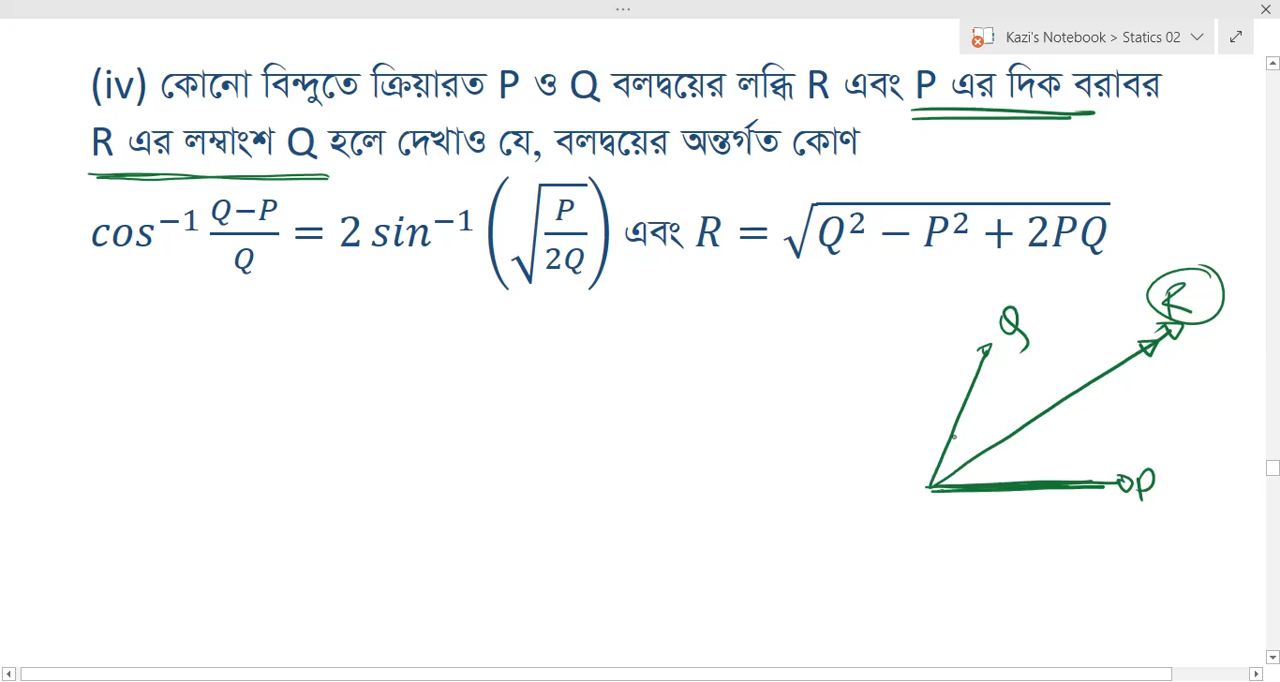 Kazi's Notebook > Statics 02
(iv) কোনো বিন্দুতে ক্রিয়ারত P ও Q বলদ্বয়ের লব্ধি R এবং P এর দিক বরাবর
R এর লম্বাংশ Q হলে দেখাও যে, বলদ্বয়ের অন্তর্গত কোণ
cos⁻¹ (Q−P)/Q = 2 sin⁻¹ (√(P/2Q)) এবং R = √(Q² − P² + 2PQ)
R
Q
P